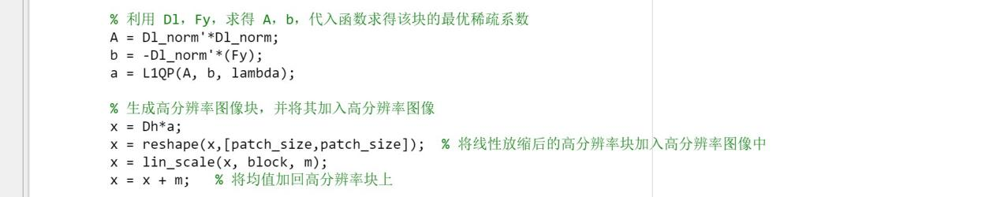 % 利用 Dl，Fy，求得 A，b，代入函数求得该块的最优稀疏系数
A = Dl_norm'*Dl_norm;
b = -Dl_norm'*(Fy);
a = L1QP(A, b, lambda);
% 生成高分辨率图像块，并将其加入高分辨率图像
x = Dh*a;
x = reshape(x,[patch_size,patch_size]);  % 将线性放缩后的高分辨率块加入高分辨率图像中
x = lin_scale(x, block, m);
x = x + m;   % 将均值加回高分辨率块上